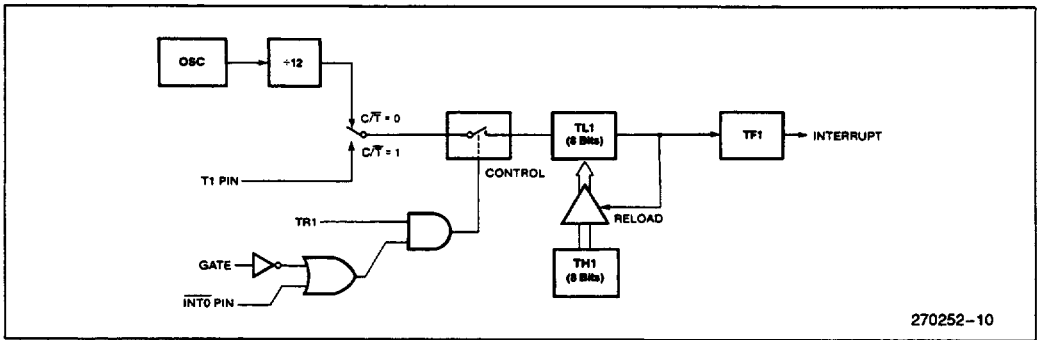 OSC
÷12
C/T̅ = 0
C/T̅ = 1
T1 PIN
CONTROL
TL1
(8 Bits)
TF1
INTERRUPT
RELOAD
TR1
GATE
I̅N̅T̅0̅ PIN
TH1
(8 Bits)
270252–10